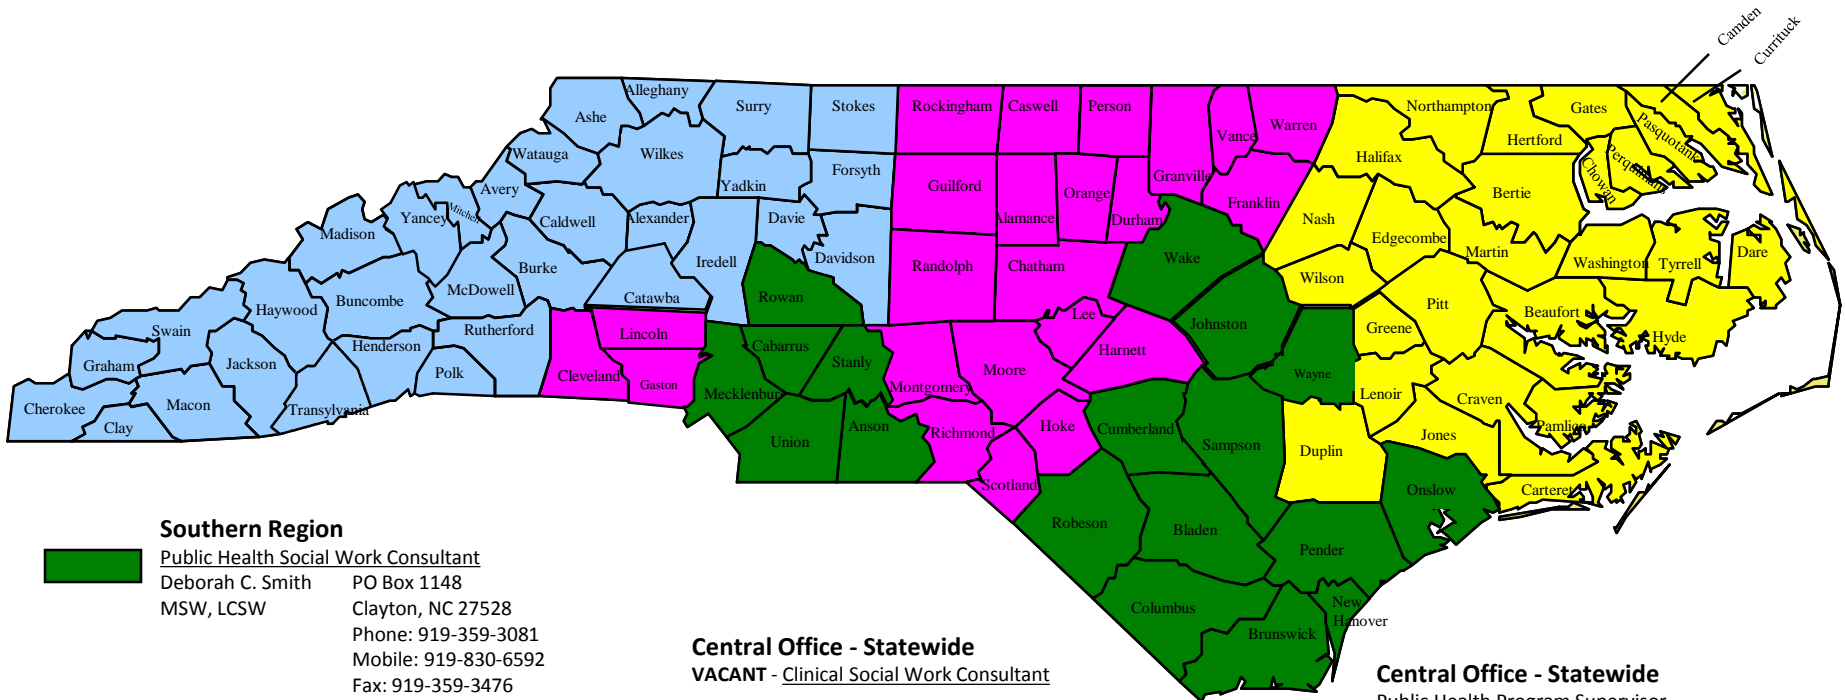 Camden
Currituck
Alleghany
Ashe
Surry
Stokes
Rockingham
Caswell
Person
Vance
Warren
Northampton
Gates
Hertford
Pasquotank
Perquimans
Chowan
Watauga
Wilkes
Yadkin
Forsyth
Guilford
Alamance
Orange
Durham
Granville
Franklin
Halifax
Bertie
Avery
Mitchell
Yancey
Madison
Caldwell
Alexander
Davie
Davidson
Iredell
Burke
McDowell
Catawba
Buncombe
Haywood
Rowan
Randolph
Chatham
Wake
Nash
Edgecombe
Martin
Washington
Tyrrell
Dare
Wilson
Pitt
Beaufort
Hyde
Greene
Johnston
Lee
Harnett
Wayne
Lenoir
Craven
Pamlico
Jones
Carteret
Swain
Graham
Jackson
Henderson
Rutherford
Polk
Cleveland
Lincoln
Gaston
Cabarrus
Stanly
Mecklenbur
Montgomery
Moore
Cherokee
Clay
Macon
Transylvania
Union
Anson
Richmond
Hoke
Scotland
Cumberland
Sampson
Duplin
Onslow
Robeson
Bladen
Pender
Columbus
Brunswick
New
Hanover
Southern Region
Public Health Social Work Consultant
Deborah C. Smith PO Box 1148
MSW, LCSW Clayton, NC 27528
Phone: 919-359-3081
Mobile: 919-830-6592
Fax: 919-359-3476
Central Office - Statewide
VACANT - Clinical Social Work Consultant
Central Office - Statewide
Public Health Program Supervisor